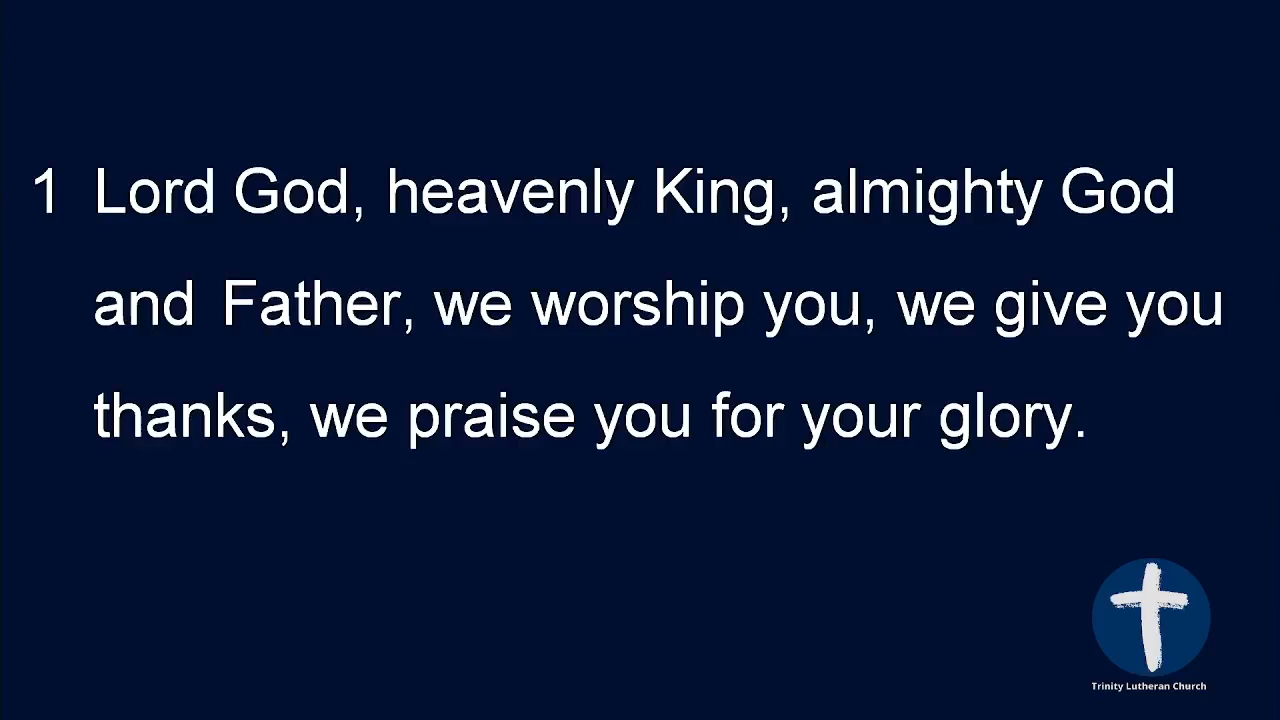 1 Lord God, heavenly King, almighty God
and Father, we worship you, we give you
thanks, we praise you for your glory.
Trinity Lutheran Church